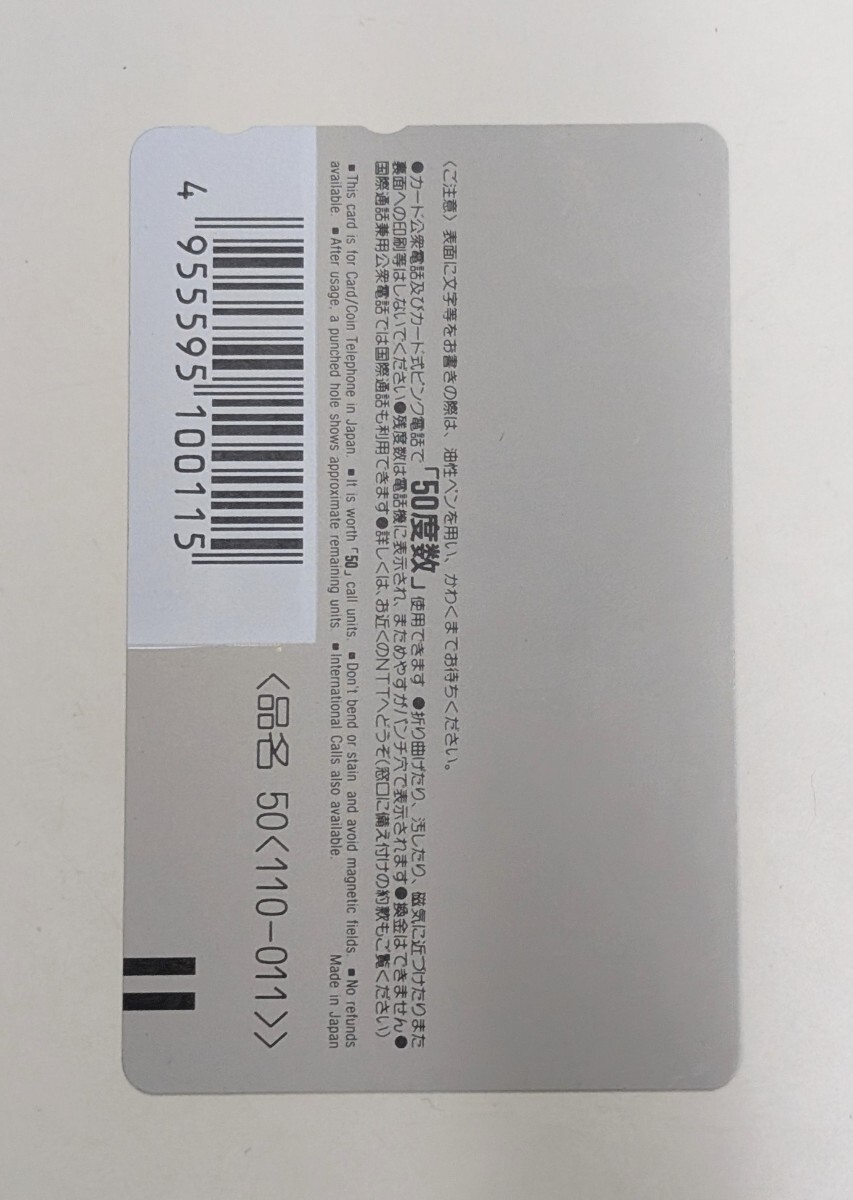 〈ご注意〉表面に文字等をお書きの際は、油性ペンを用い、かわくまでお待ちください。
●カード公衆電話及びカード式ピンク電話で「50度数」使用できます ●折り曲げたり、汚したり、磁気に近づけたりまた
裏面への印刷等はしないでください●残度数は電話機に表示され、まためやすがパンチ穴で表示されます●換金はできません●
国際通話兼用公衆電話では国際通話も利用できます●詳しくは、お近くのNTTへどうぞ(窓口に備え付けの約款もご覧ください)
■This card is for Card/Coin Telephone in Japan. ■It is worth「50」call units. ■Don't bend or stain and avoid magnetic fields. ■No refunds
available. ■After usage, a punched hole shows approximate remaining units. ■International Calls also available. Made in Japan
〈品名 50〈110-011〉〉
4 955595 100115